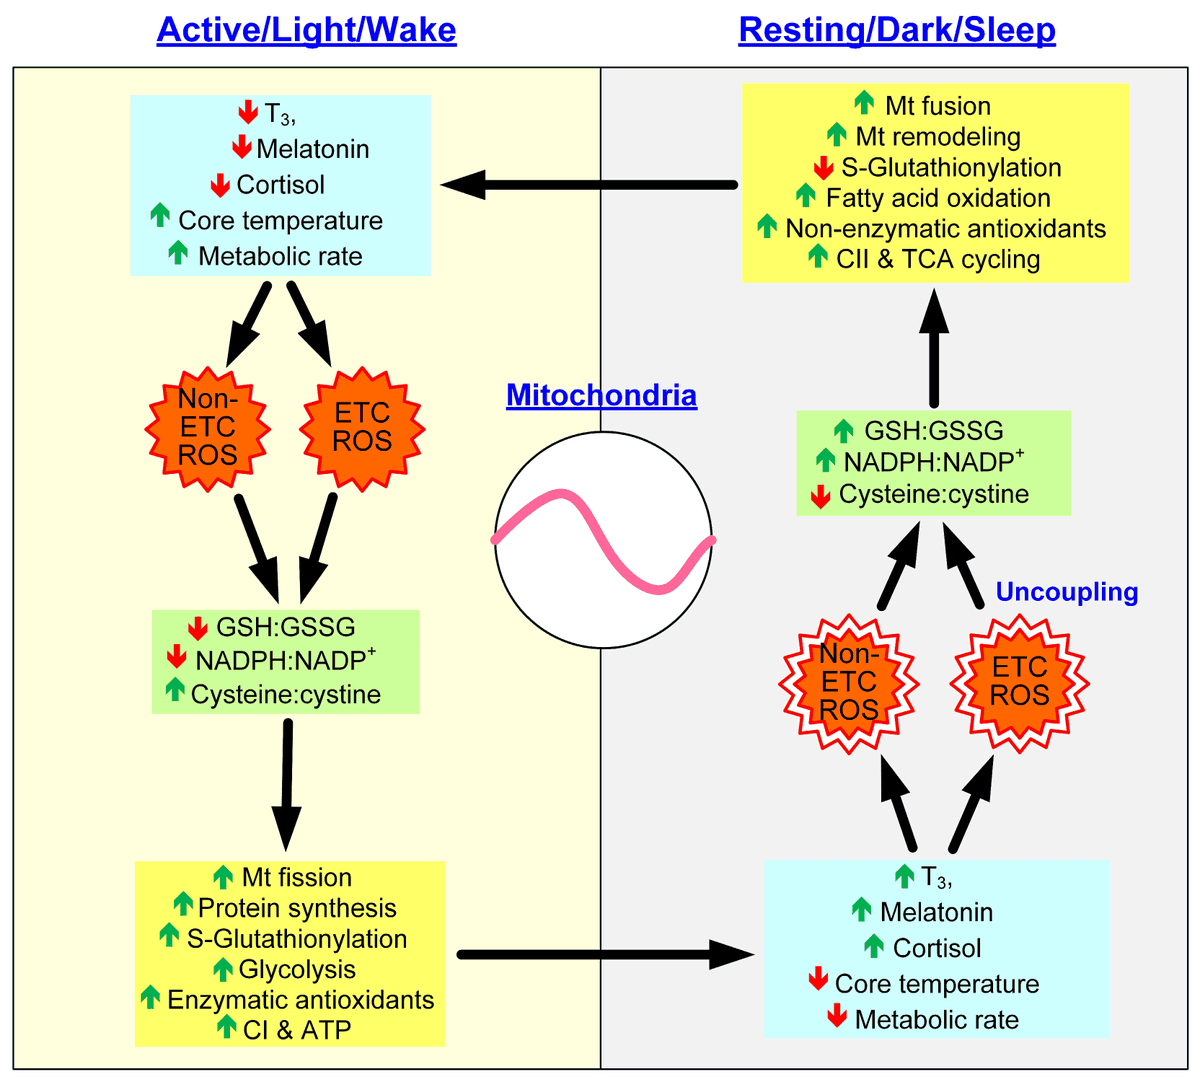 Active/Light/Wake
Resting/Dark/Sleep
T3,
Melatonin
Cortisol
Core temperature
Metabolic rate
Non-
ETC
ROS
ETC
ROS
GSH:GSSG
NADPH:NADP+
Cysteine:cystine
Mt fission
Protein synthesis
S-Glutathionylation
Glycolysis
Enzymatic antioxidants
CI & ATP
Mitochondria
Mt fusion
Mt remodeling
S-Glutathionylation
Fatty acid oxidation
Non-enzymatic antioxidants
CII & TCA cycling
GSH:GSSG
NADPH:NADP+
Cysteine:cystine
Uncoupling
Non-
ETC
ROS
ETC
ROS
T3,
Melatonin
Cortisol
Core temperature
Metabolic rate